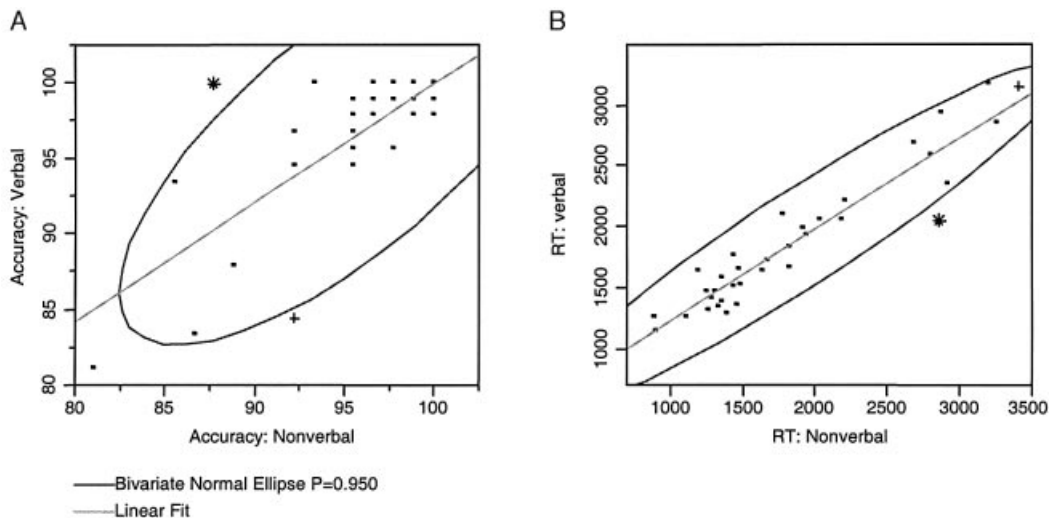 A
B
Accuracy: Verbal
100
95
90
85
80
80
85
90
95
100
Accuracy: Nonverbal
RT: verbal
3000
2500
2000
1500
1000
1000
1500
2000
2500
3000
3500
RT: Nonverbal
Bivariate Normal Ellipse P=0.950
Linear Fit